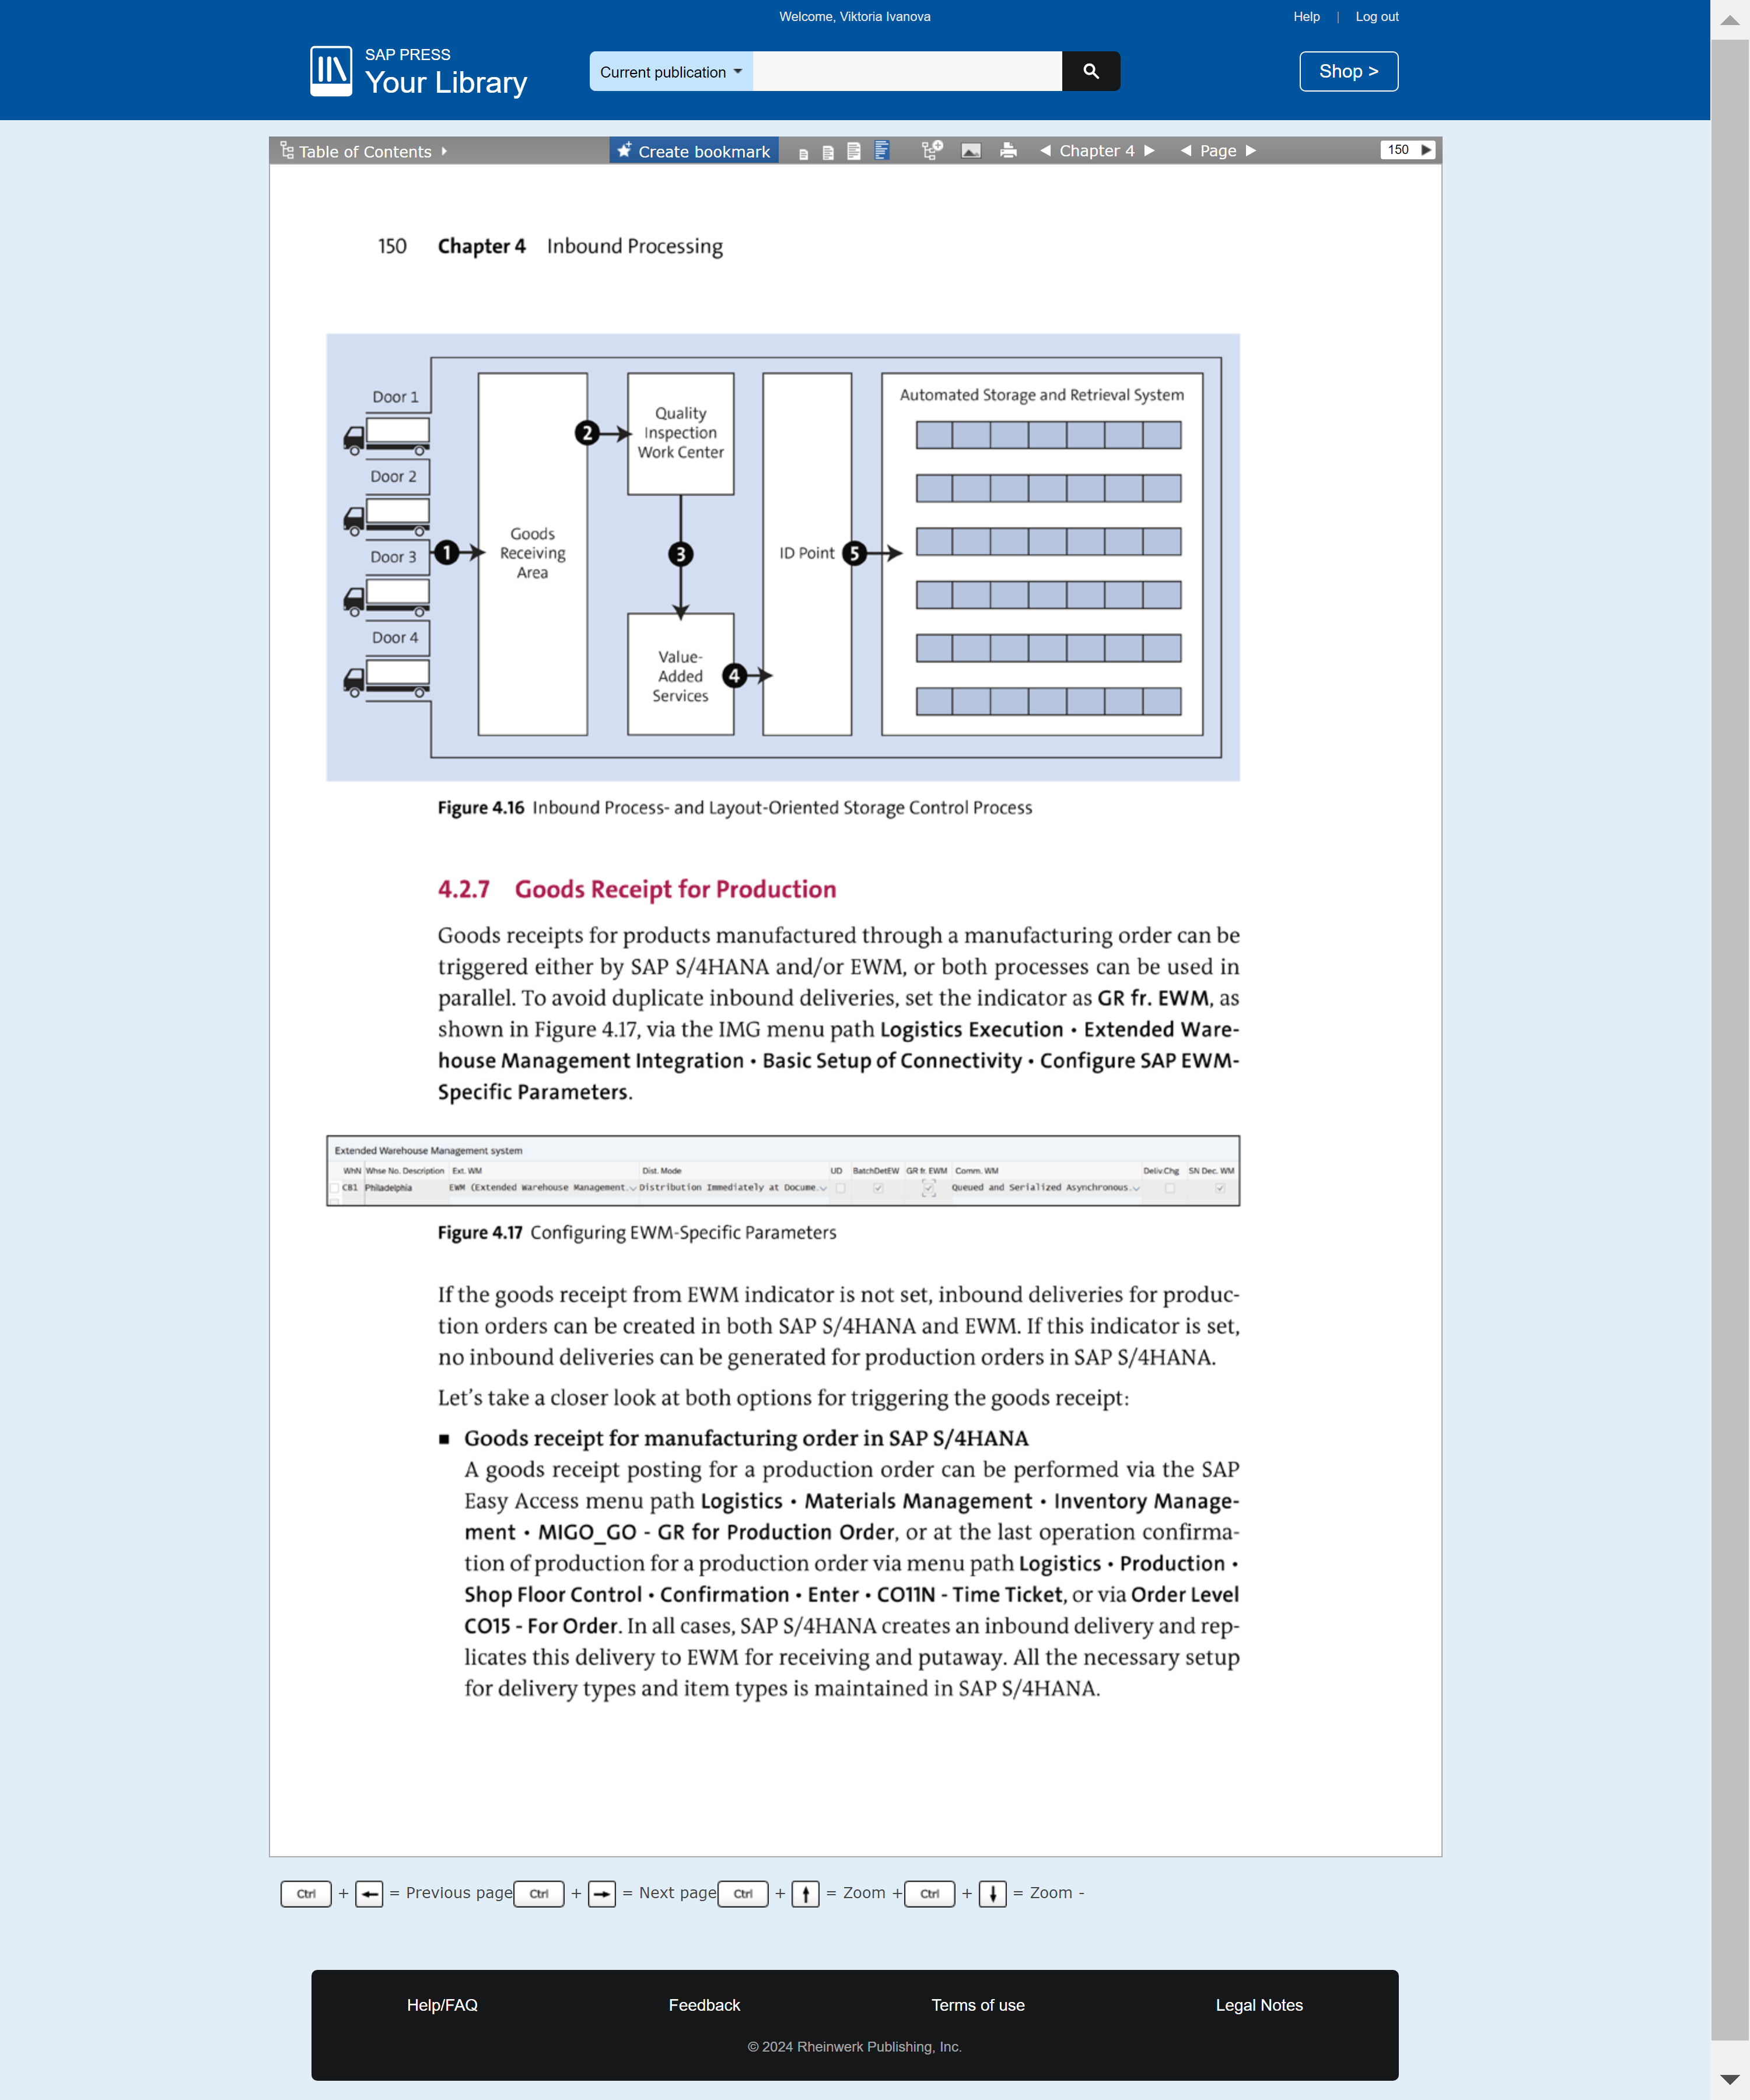 Welcome, Viktoria Ivanova
Help | Log out
SAP PRESS
Your Library
Current publication
Shop >
Table of Contents
Create bookmark
Chapter 4
Page
150
150 Chapter 4 Inbound Processing
Door 1
Door 2
Door 3
Door 4
1
Goods
Receiving
Area
2
Quality
Inspection
Work Center
3
Value-
Added
Services
4
ID Point
5
Automated Storage and Retrieval System
Figure 4.16 Inbound Process- and Layout-Oriented Storage Control Process
4.2.7 Goods Receipt for Production
Goods receipts for products manufactured through a manufacturing order can be
triggered either by SAP S/4HANA and/or EWM, or both processes can be used in
parallel. To avoid duplicate inbound deliveries, set the indicator as GR fr. EWM, as
shown in Figure 4.17, via the IMG menu path Logistics Execution • Extended Ware-
house Management Integration • Basic Setup of Connectivity • Configure SAP EWM-
Specific Parameters.
Extended Warehouse Management system
WhN Whse No. Description Ext. WM Dist. Mode UD BatchDetEW GR fr. EWM Comm. WM Deliv.Chg SN Dec. WM
CB1 Philadelphia EWM (Extended Warehouse Management. Distribution Immediately at Docume. Queued and Serialized Asynchronous.
Figure 4.17 Configuring EWM-Specific Parameters
If the goods receipt from EWM indicator is not set, inbound deliveries for produc-
tion orders can be created in both SAP S/4HANA and EWM. If this indicator is set,
no inbound deliveries can be generated for production orders in SAP S/4HANA.
Let's take a closer look at both options for triggering the goods receipt:
■ Goods receipt for manufacturing order in SAP S/4HANA
A goods receipt posting for a production order can be performed via the SAP
Easy Access menu path Logistics • Materials Management • Inventory Manage-
ment • MIGO_GO - GR for Production Order, or at the last operation confirma-
tion of production for a production order via menu path Logistics • Production •
Shop Floor Control • Confirmation • Enter • CO11N - Time Ticket, or via Order Level
CO15 - For Order. In all cases, SAP S/4HANA creates an inbound delivery and rep-
licates this delivery to EWM for receiving and putaway. All the necessary setup
for delivery types and item types is maintained in SAP S/4HANA.
Ctrl + ← = Previous page Ctrl + → = Next page Ctrl + ↑ = Zoom + Ctrl + ↓ = Zoom -
Help/FAQ Feedback Terms of use Legal Notes
© 2024 Rheinwerk Publishing, Inc.